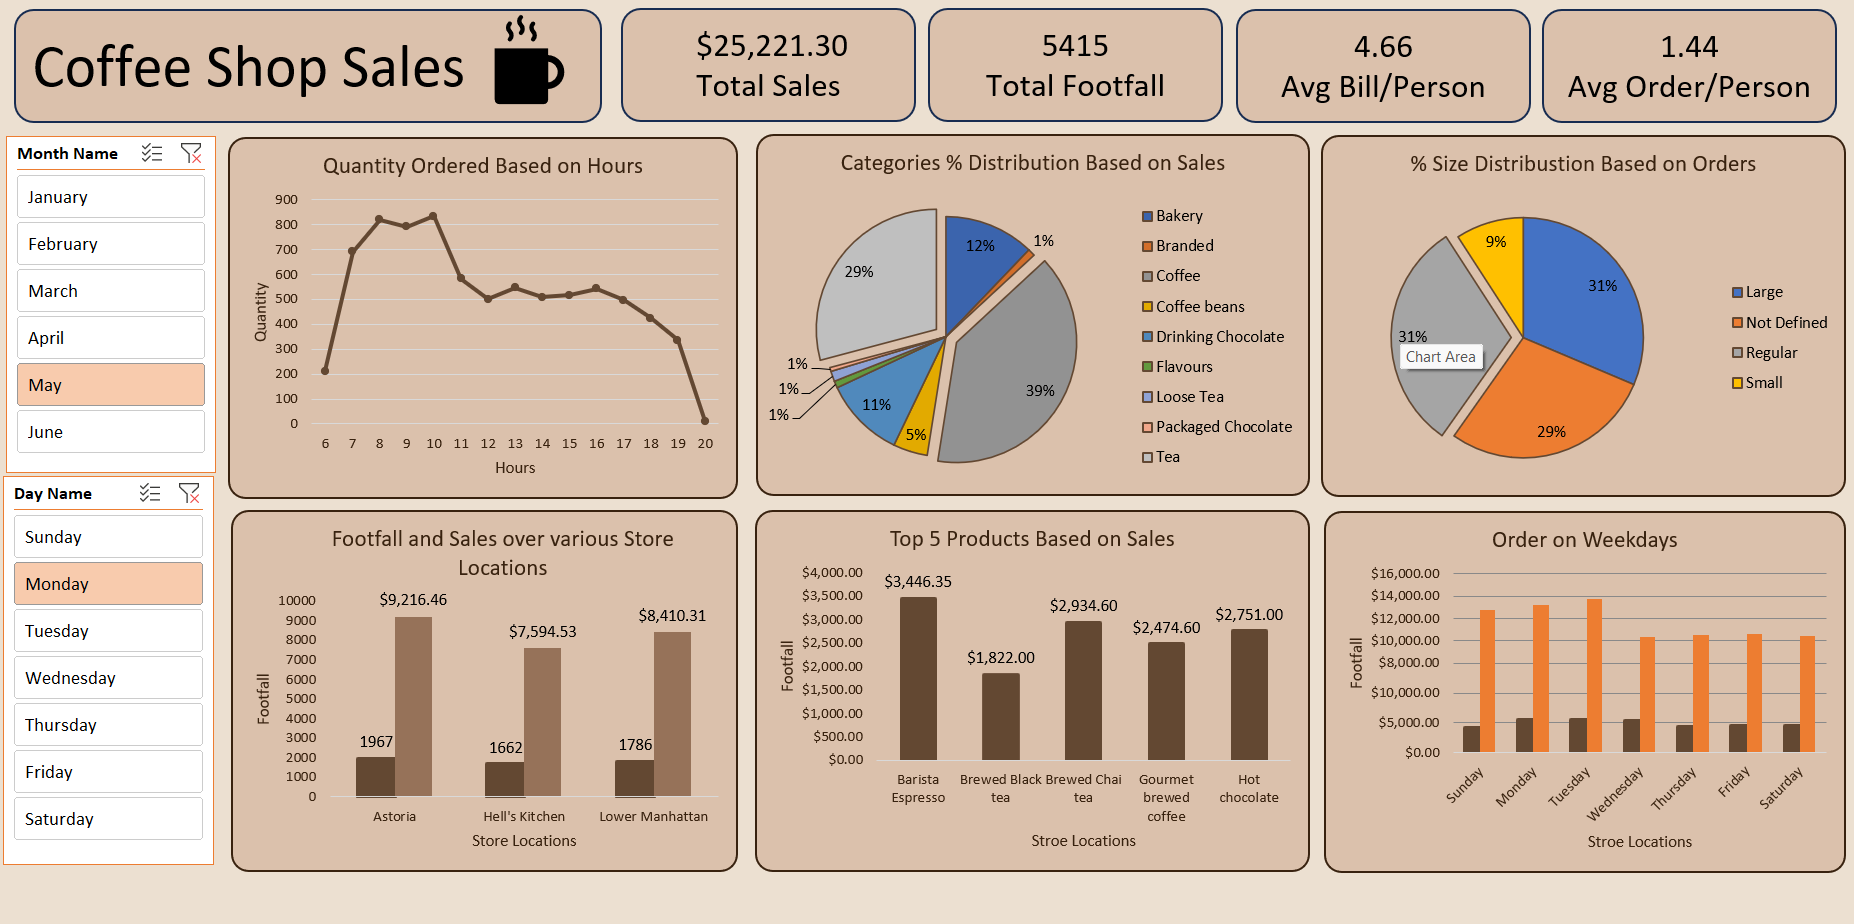 Coffee Shop Sales
$25,221.30
Total Sales
5415
Total Footfall
4.66
Avg Bill/Person
1.44
Avg Order/Person
Month Name
January
February
March
April
May
June
Day Name
Sunday
Monday
Tuesday
Wednesday
Thursday
Friday
Saturday
Quantity Ordered Based on Hours
900
800
700
600
500
400
300
200
100
0
Quantity
6 7 8 9 10 11 12 13 14 15 16 17 18 19 20
Hours
Categories % Distribution Based on Sales
12%
1%
39%
5%
11%
1%
1%
1%
29%
Bakery
Branded
Coffee
Coffee beans
Drinking Chocolate
Flavours
Loose Tea
Packaged Chocolate
Tea
% Size Distribustion Based on Orders
9%
31%
31%
29%
Chart Area
Large
Not Defined
Regular
Small
Footfall and Sales over various Store
Locations
10000
9000
8000
7000
6000
5000
4000
3000
2000
1000
0
Footfall
1967
$9,216.46
1662
$7,594.53
1786
$8,410.31
Astoria Hell's Kitchen Lower Manhattan
Store Locations
Top 5 Products Based on Sales
$4,000.00
$3,500.00
$3,000.00
$2,500.00
$2,000.00
$1,500.00
$1,000.00
$500.00
$0.00
Footfall
$3,446.35
$1,822.00
$2,934.60
$2,474.60
$2,751.00
Barista
Espresso
Brewed Black
tea
Brewed Chai
tea
Gourmet
brewed
coffee
Hot
chocolate
Stroe Locations
Order on Weekdays
$16,000.00
$14,000.00
$12,000.00
$10,000.00
$8,000.00
$10,000.00
$5,000.00
$0.00
Footfall
Sunday
Monday
Tuesday
Wednesday
Thursday
Friday
Saturday
Stroe Locations